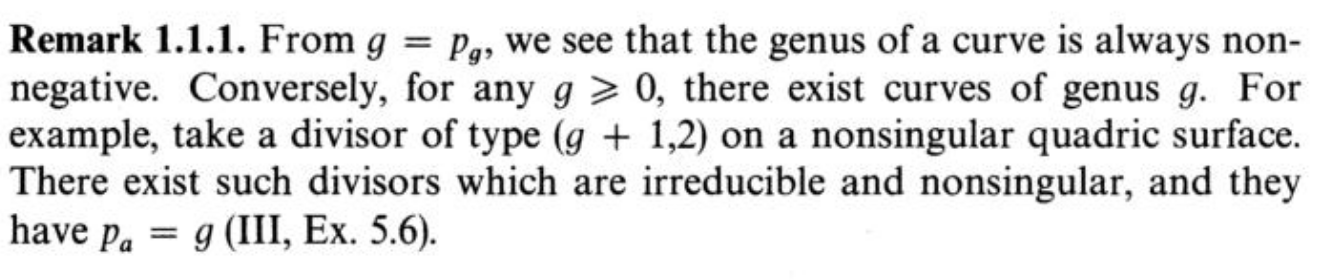 Remark 1.1.1. From g = p_g, we see that the genus of a curve is always non-
negative. Conversely, for any g ⩾ 0, there exist curves of genus g. For
example, take a divisor of type (g + 1,2) on a nonsingular quadric surface.
There exist such divisors which are irreducible and nonsingular, and they
have p_a = g (III, Ex. 5.6).